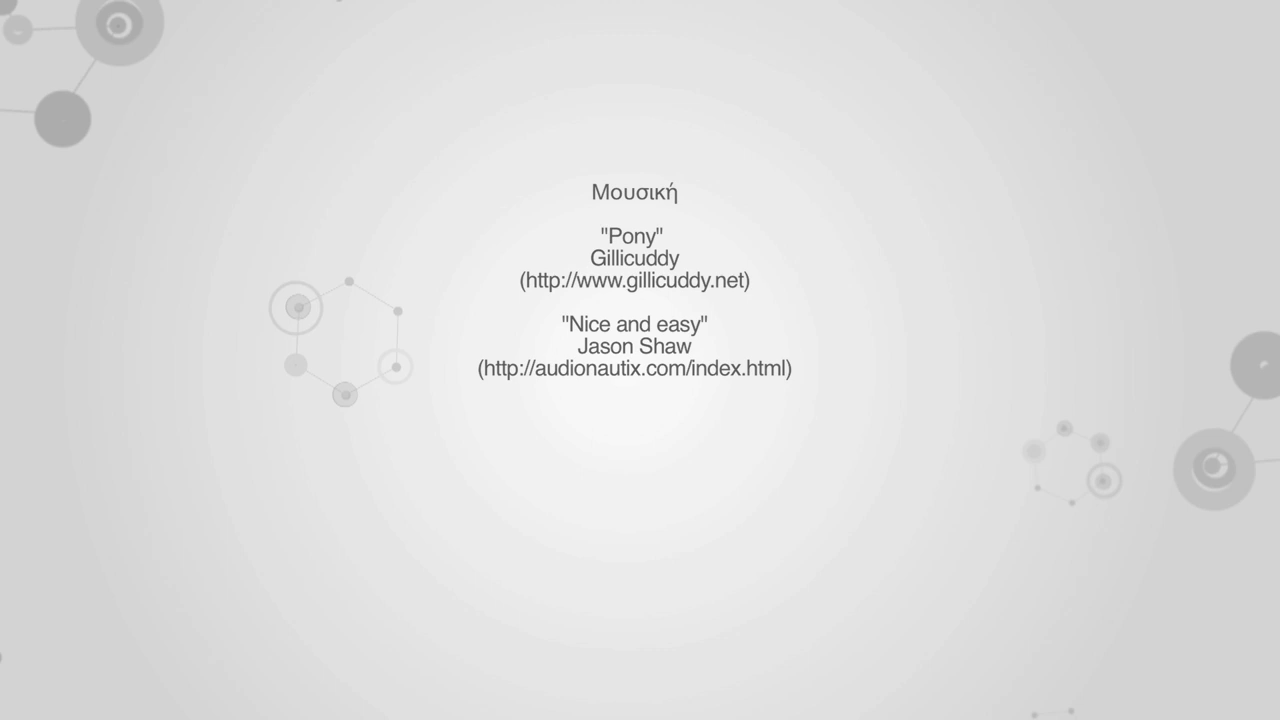 Μουσική
"Pony"
Gillicuddy
(http://www.gillicuddy.net)
"Nice and easy"
Jason Shaw
(http://audionautix.com/index.html)